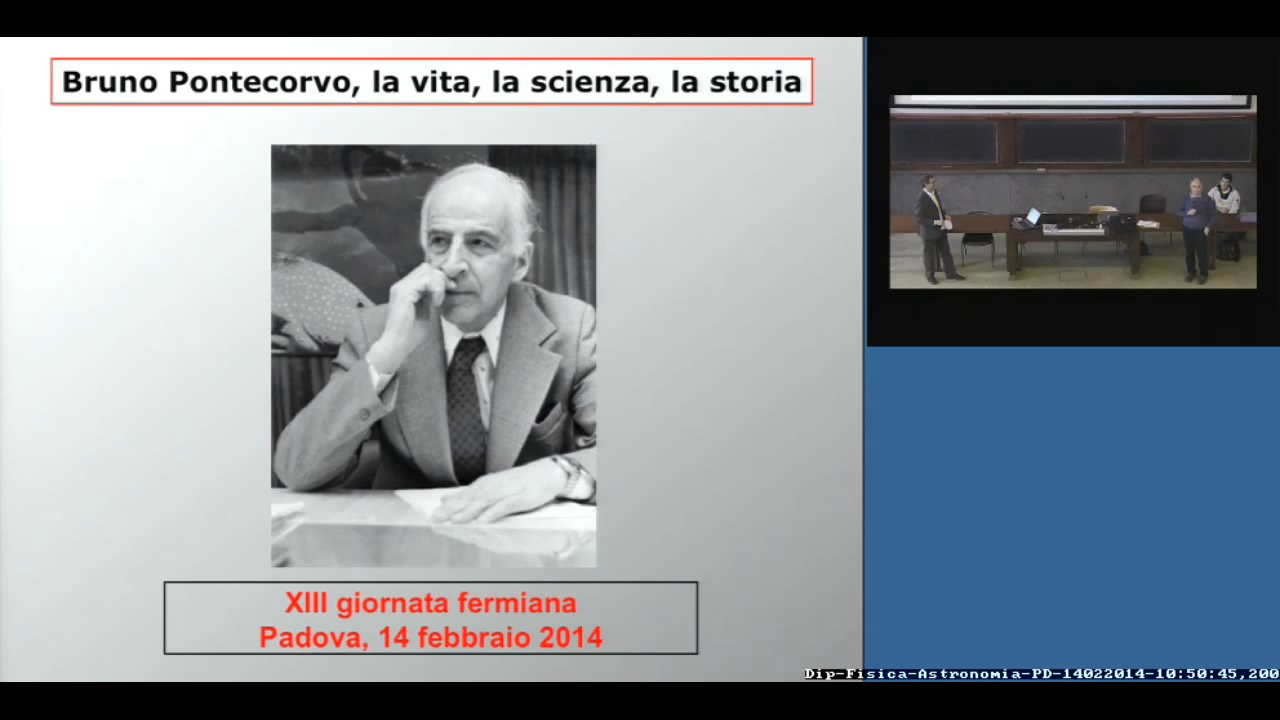 Bruno Pontecorvo, la vita, la scienza, la storia
XIII giornata fermiana
Padova, 14 febbraio 2014
Dip-Fisica-Astronomia-PD-14022014-10:50:45,200